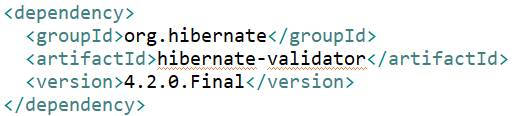 <dependency>
  <groupId>org.hibernate</groupId>
  <artifactId>hibernate-validator</artifactId>
  <version>4.2.0.Final</version>
</dependency>